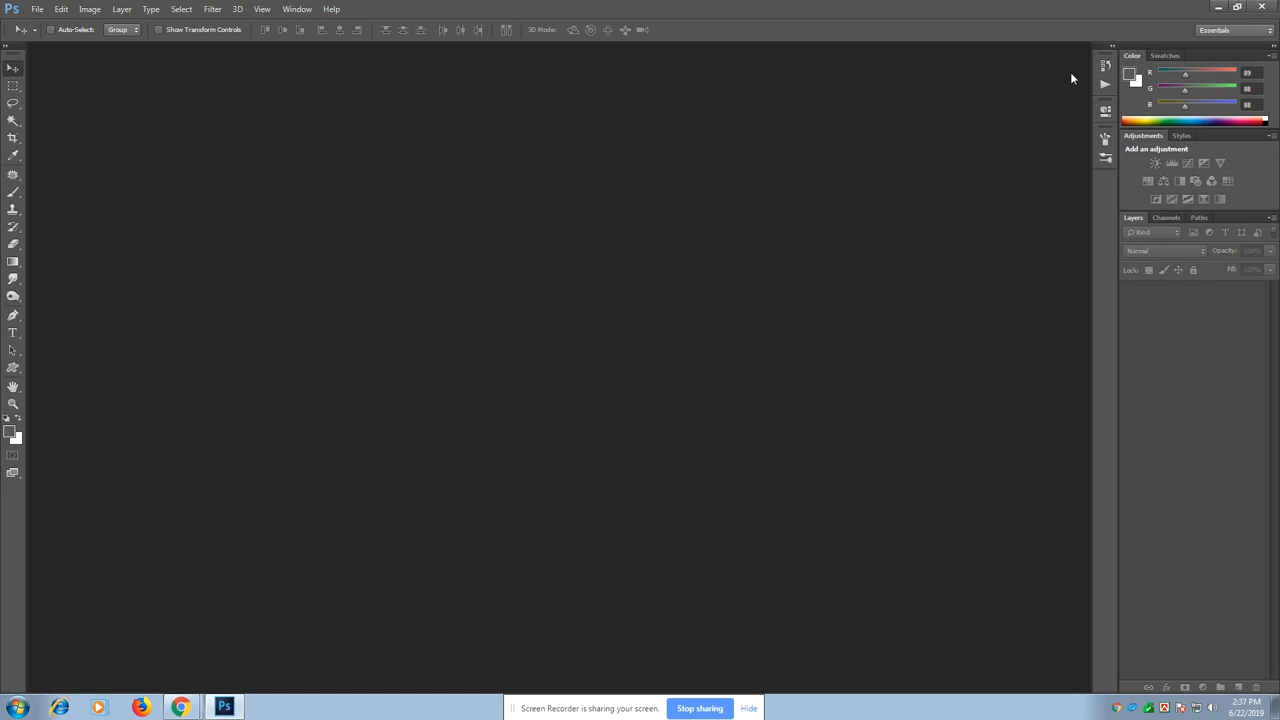 Ps File Edit Image Layer Type Select Filter 3D View Window Help
Auto-Select: Group Show Transform Controls 3D Mode: Essentials
Color Swatches
R 89
G 88
B 88
Adjustments Styles
Add an adjustment
Layers Channels Paths
Kind T
Normal Opacity: 100%
Lock: Fill: 100%
T
Ps Screen Recorder is sharing your screen. Stop sharing Hide
2:37 PM
6/22/2019